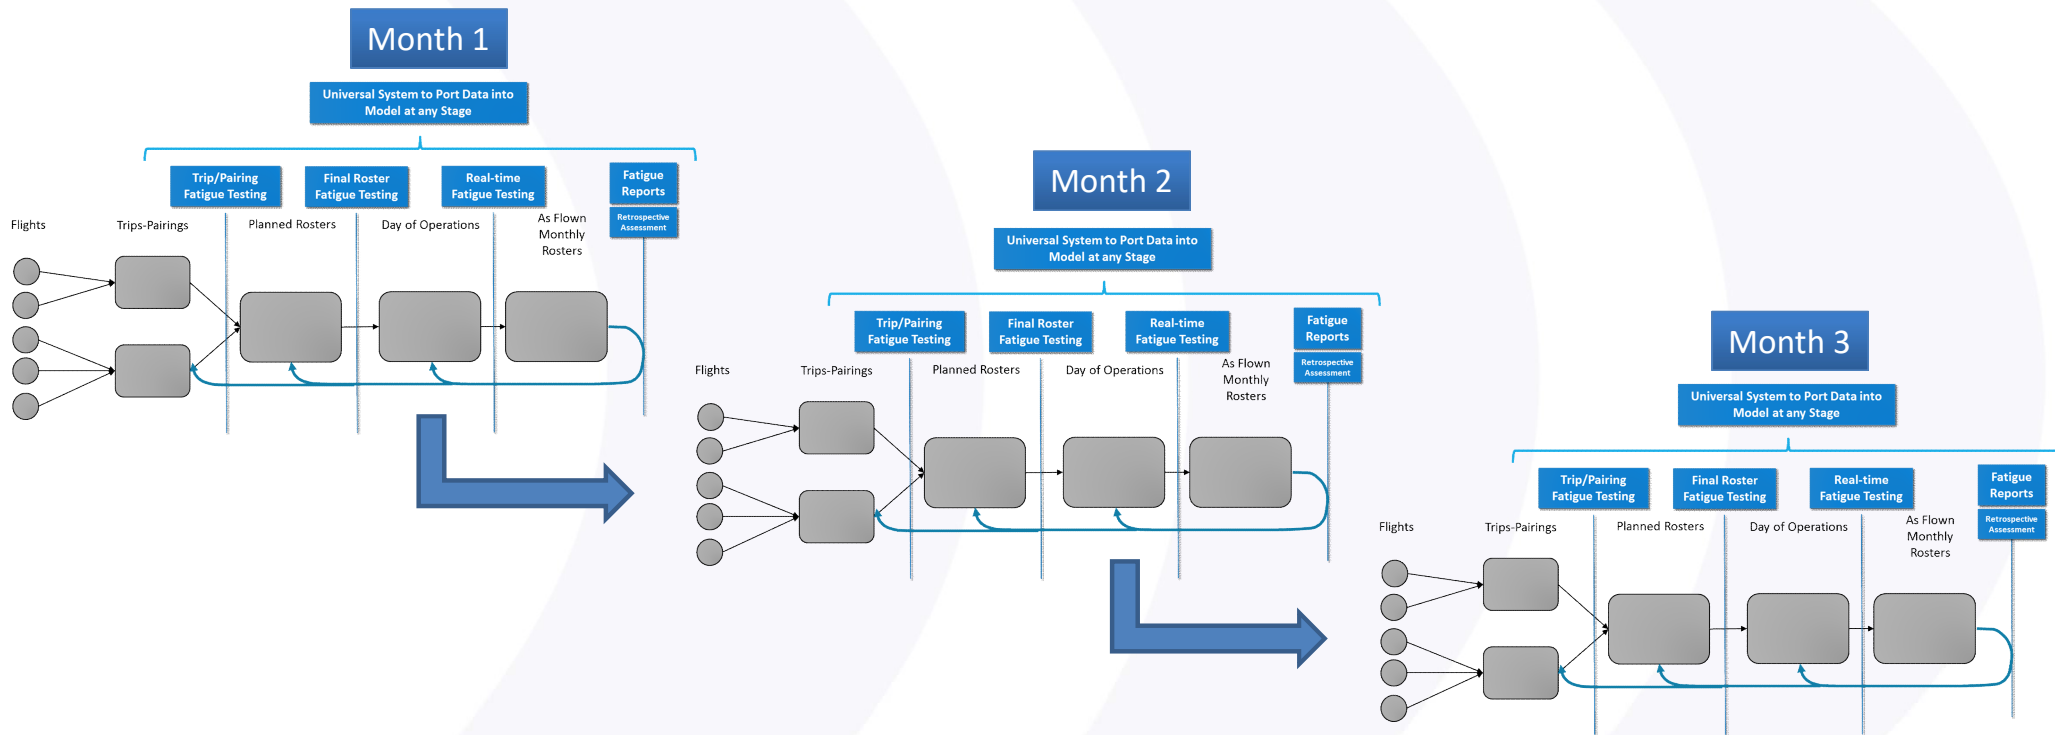 Month 1
Universal System to Port Data into
Model at any Stage
Trip/Pairing
Fatigue Testing
Final Roster
Fatigue Testing
Real-time
Fatigue Testing
Fatigue
Reports
Retrospective
Assessment
Flights
Trips-Pairings
Planned Rosters
Day of Operations
As Flown
Monthly
Rosters
Month 2
Universal System to Port Data into
Model at any Stage
Trip/Pairing
Fatigue Testing
Final Roster
Fatigue Testing
Real-time
Fatigue Testing
Fatigue
Reports
Retrospective
Assessment
Flights
Trips-Pairings
Planned Rosters
Day of Operations
As Flown
Monthly
Rosters
Month 3
Universal System to Port Data into
Model at any Stage
Trip/Pairing
Fatigue Testing
Final Roster
Fatigue Testing
Real-time
Fatigue Testing
Fatigue
Reports
Retrospective
Assessment
Flights
Trips-Pairings
Planned Rosters
Day of Operations
As Flown
Monthly
Rosters